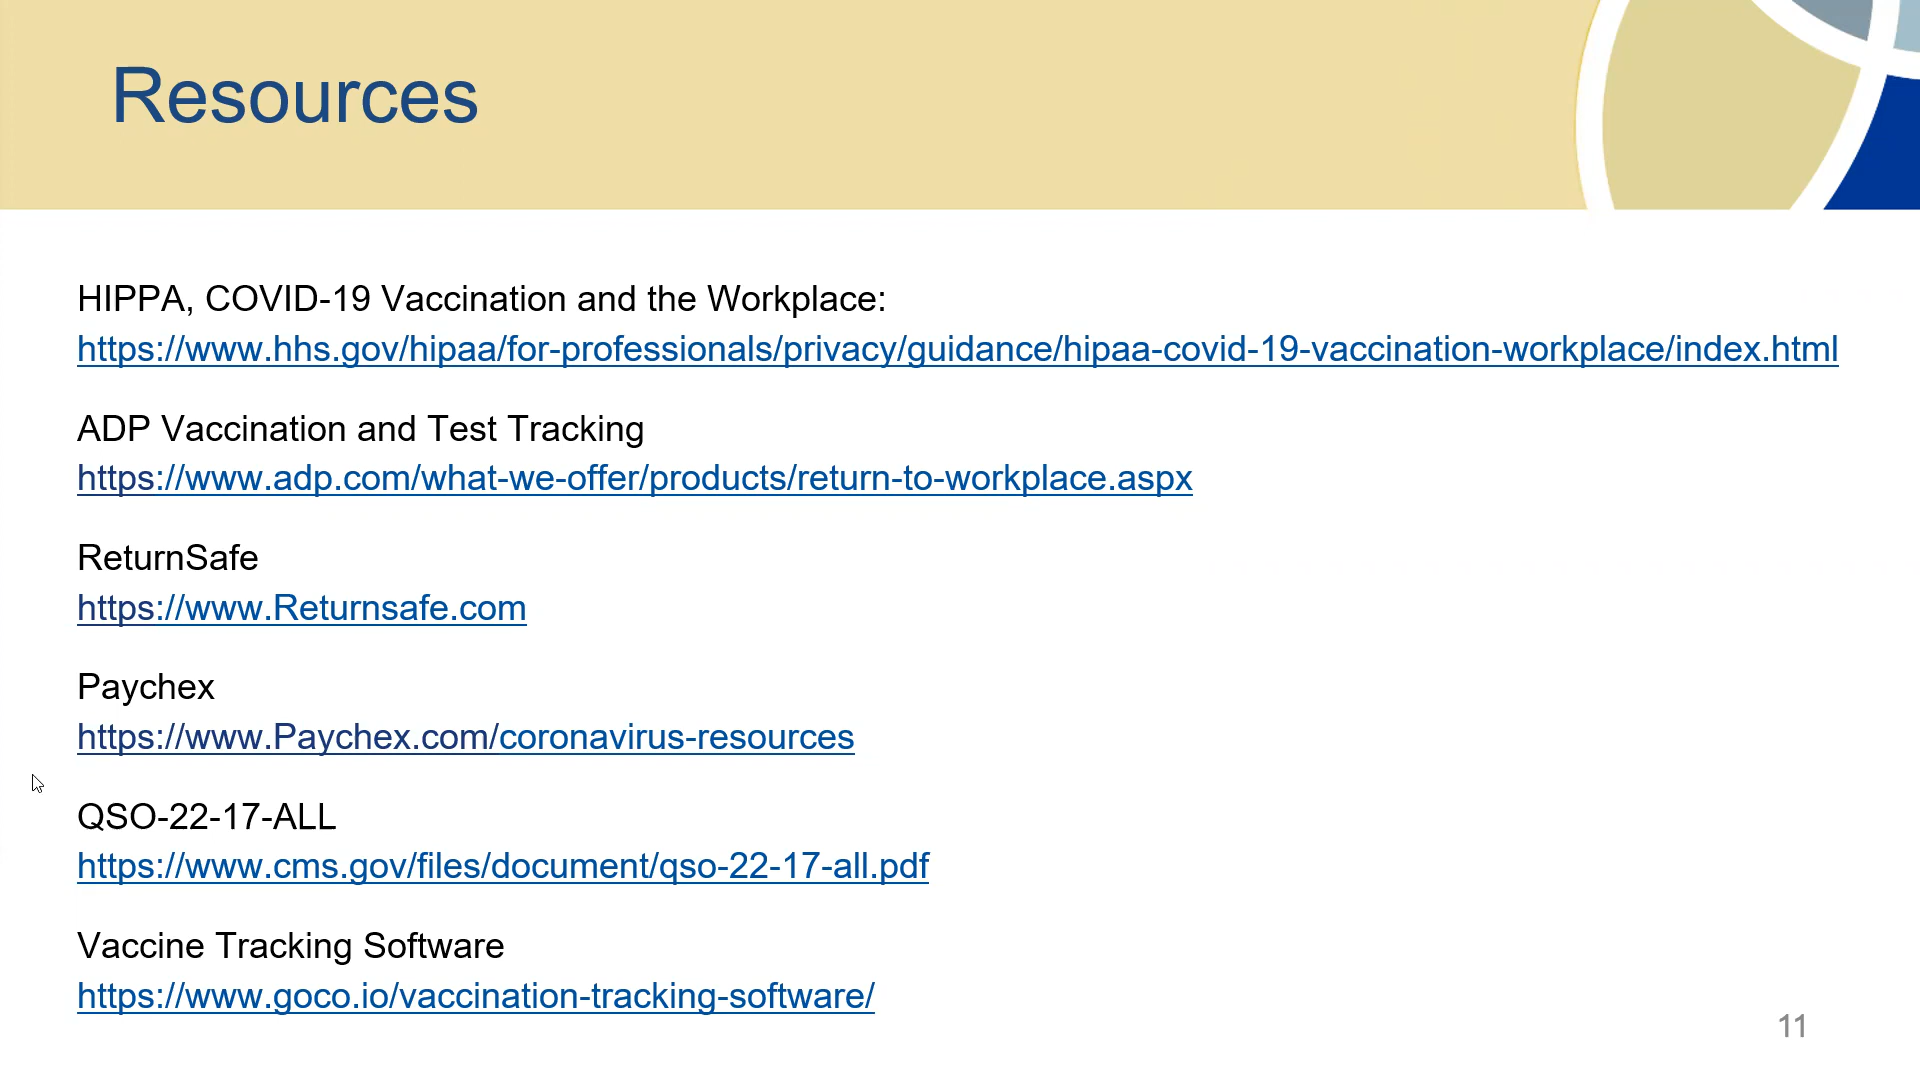 Resources
HIPPA, COVID-19 Vaccination and the Workplace:
https://www.hhs.gov/hipaa/for-professionals/privacy/guidance/hipaa-covid-19-vaccination-workplace/index.html
ADP Vaccination and Test Tracking
https://www.adp.com/what-we-offer/products/return-to-workplace.aspx
ReturnSafe
https://www.Returnsafe.com
Paychex
https://www.Paychex.com/coronavirus-resources
QSO-22-17-ALL
https://www.cms.gov/files/document/qso-22-17-all.pdf
Vaccine Tracking Software
https://www.goco.io/vaccination-tracking-software/
11